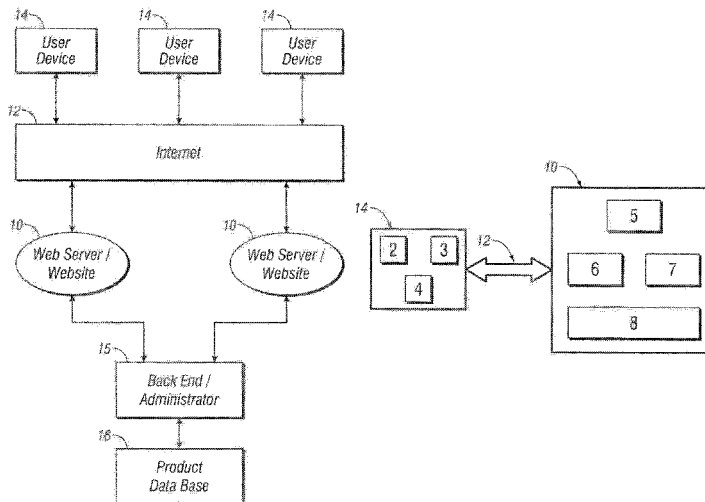 14 14 14
User Device User Device User Device
12
Internet
10 10
Web Server / Website Web Server / Website
15
Back End / Administrator
16
Product Data Base
14
2 3
4
12
10
5
6 7
8